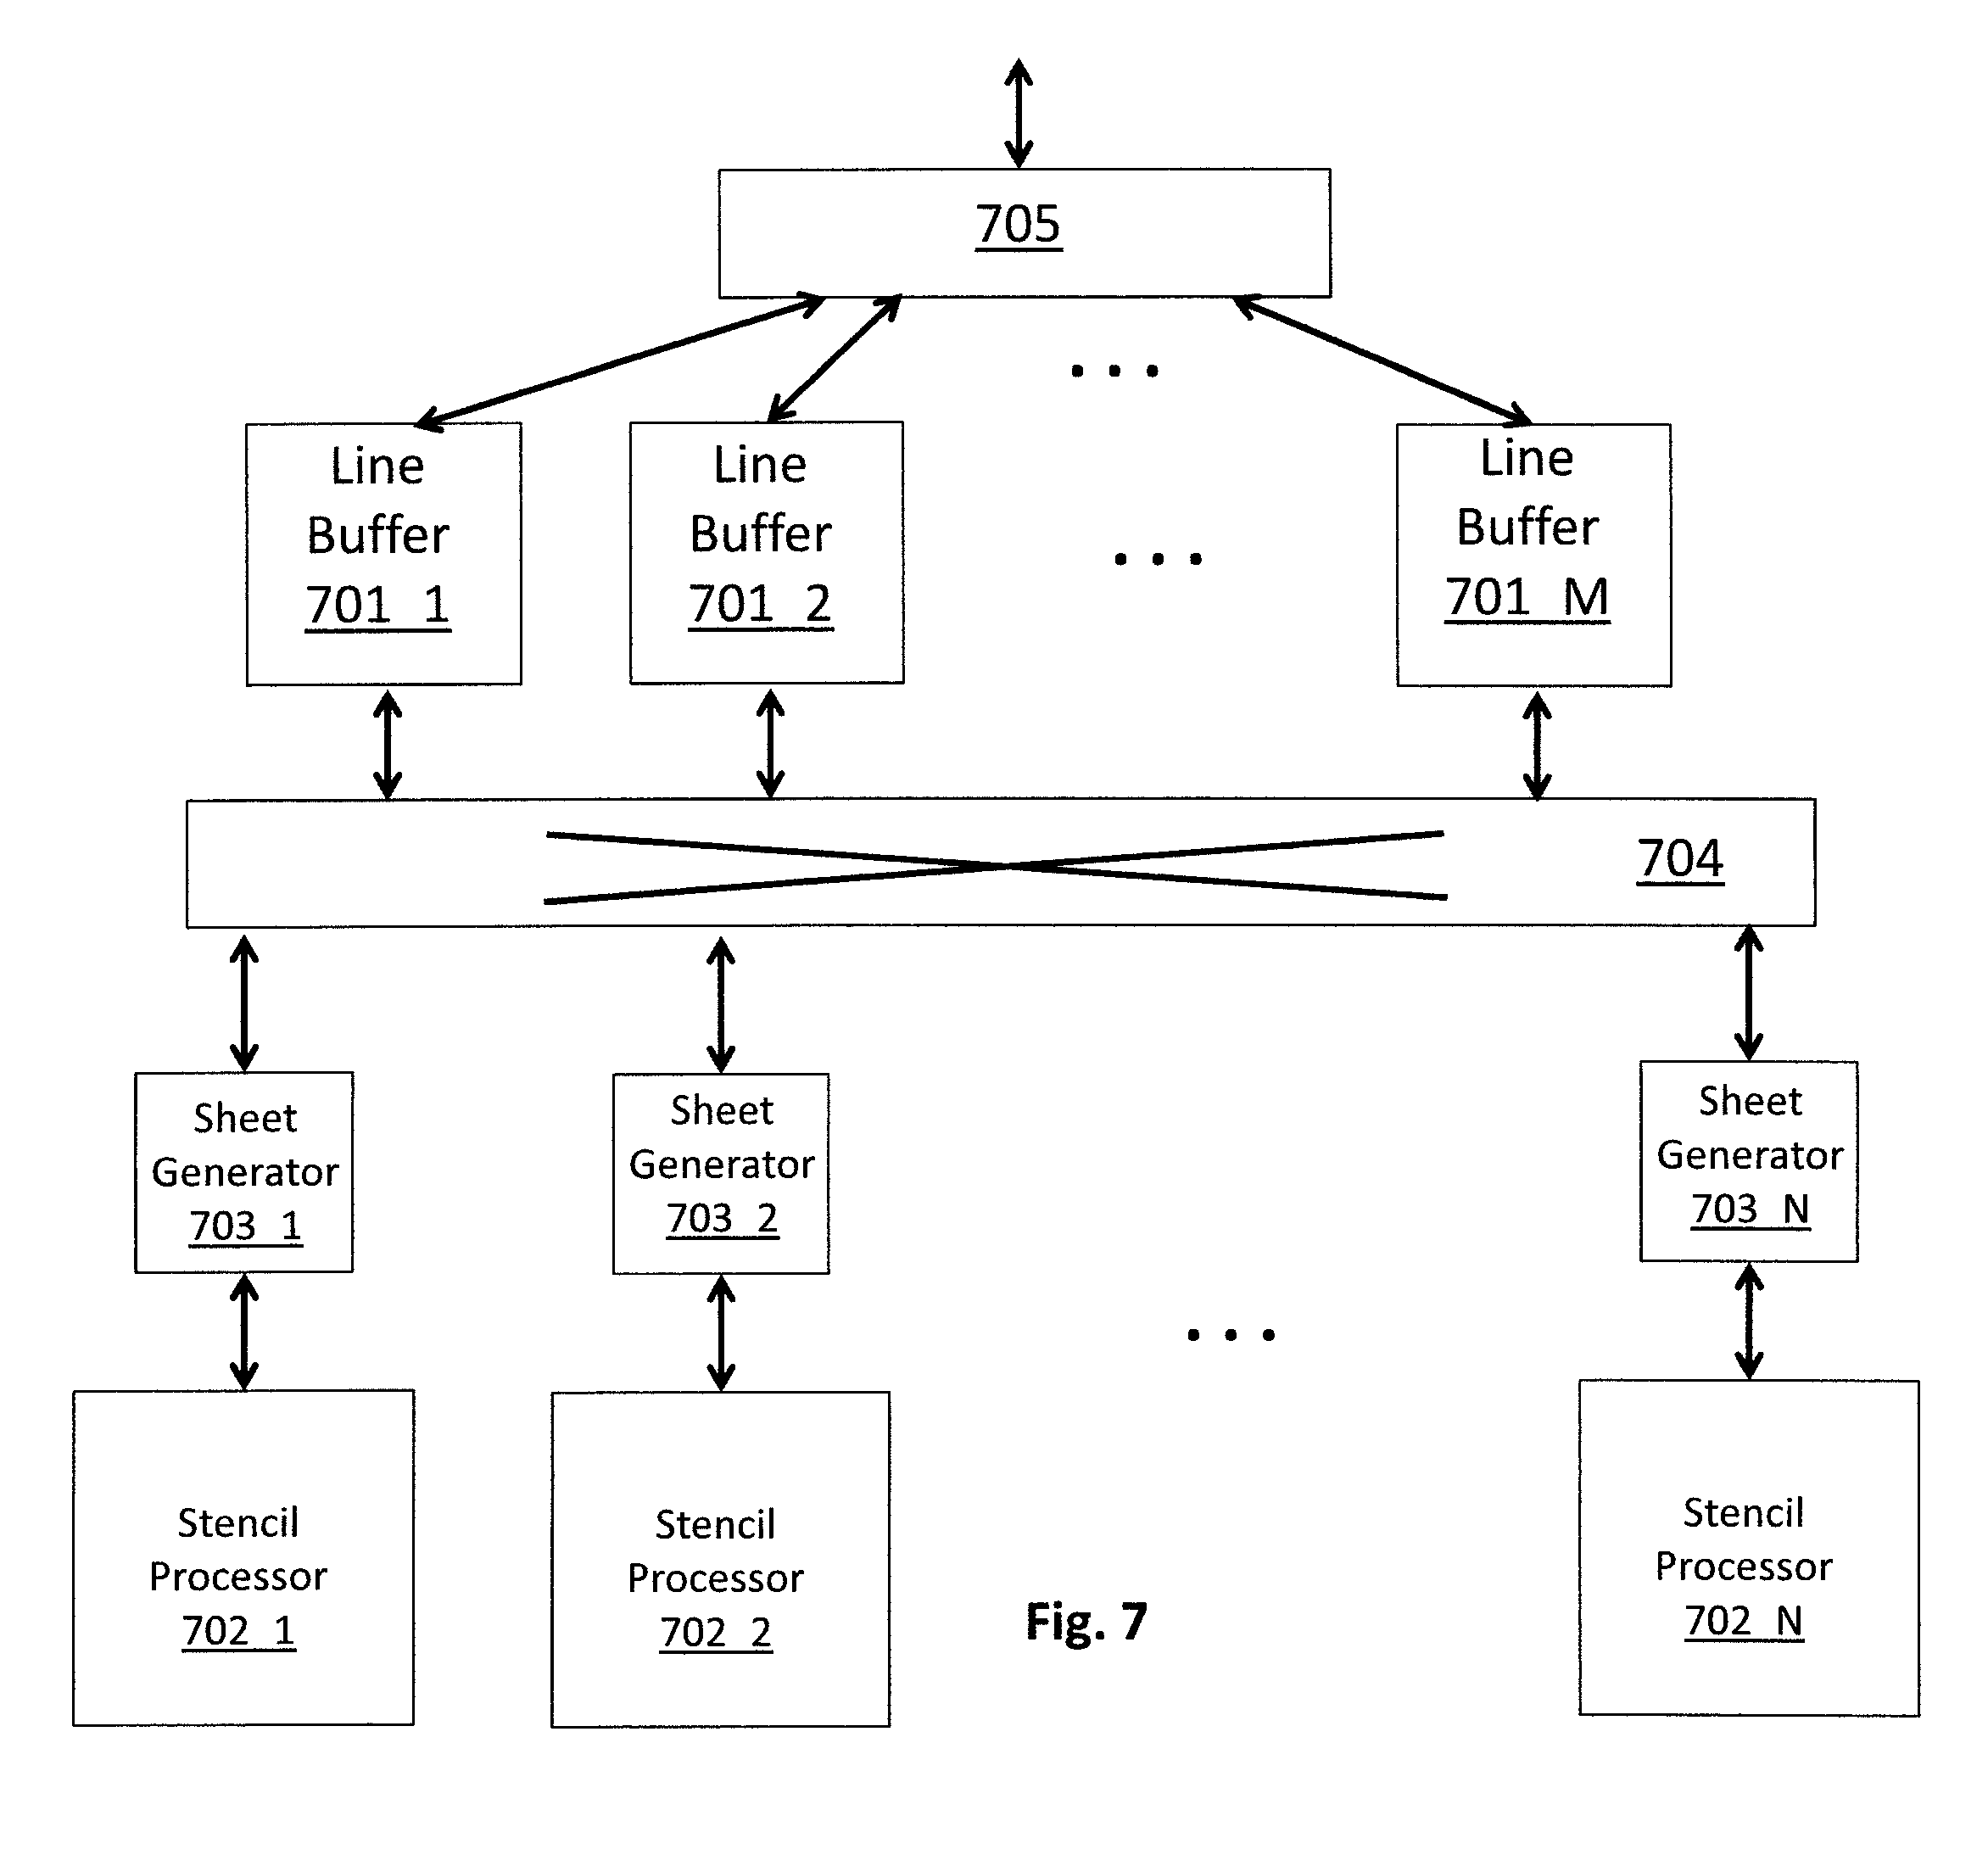 705
Line
Buffer
701_1
Line
Buffer
701_2
. . .
Line
Buffer
701_M
. . .
704
Sheet
Generator
703_1
Sheet
Generator
703_2
Sheet
Generator
703_N
. . .
Stencil
Processor
702_1
Stencil
Processor
702_2
Stencil
Processor
702_N
Fig. 7